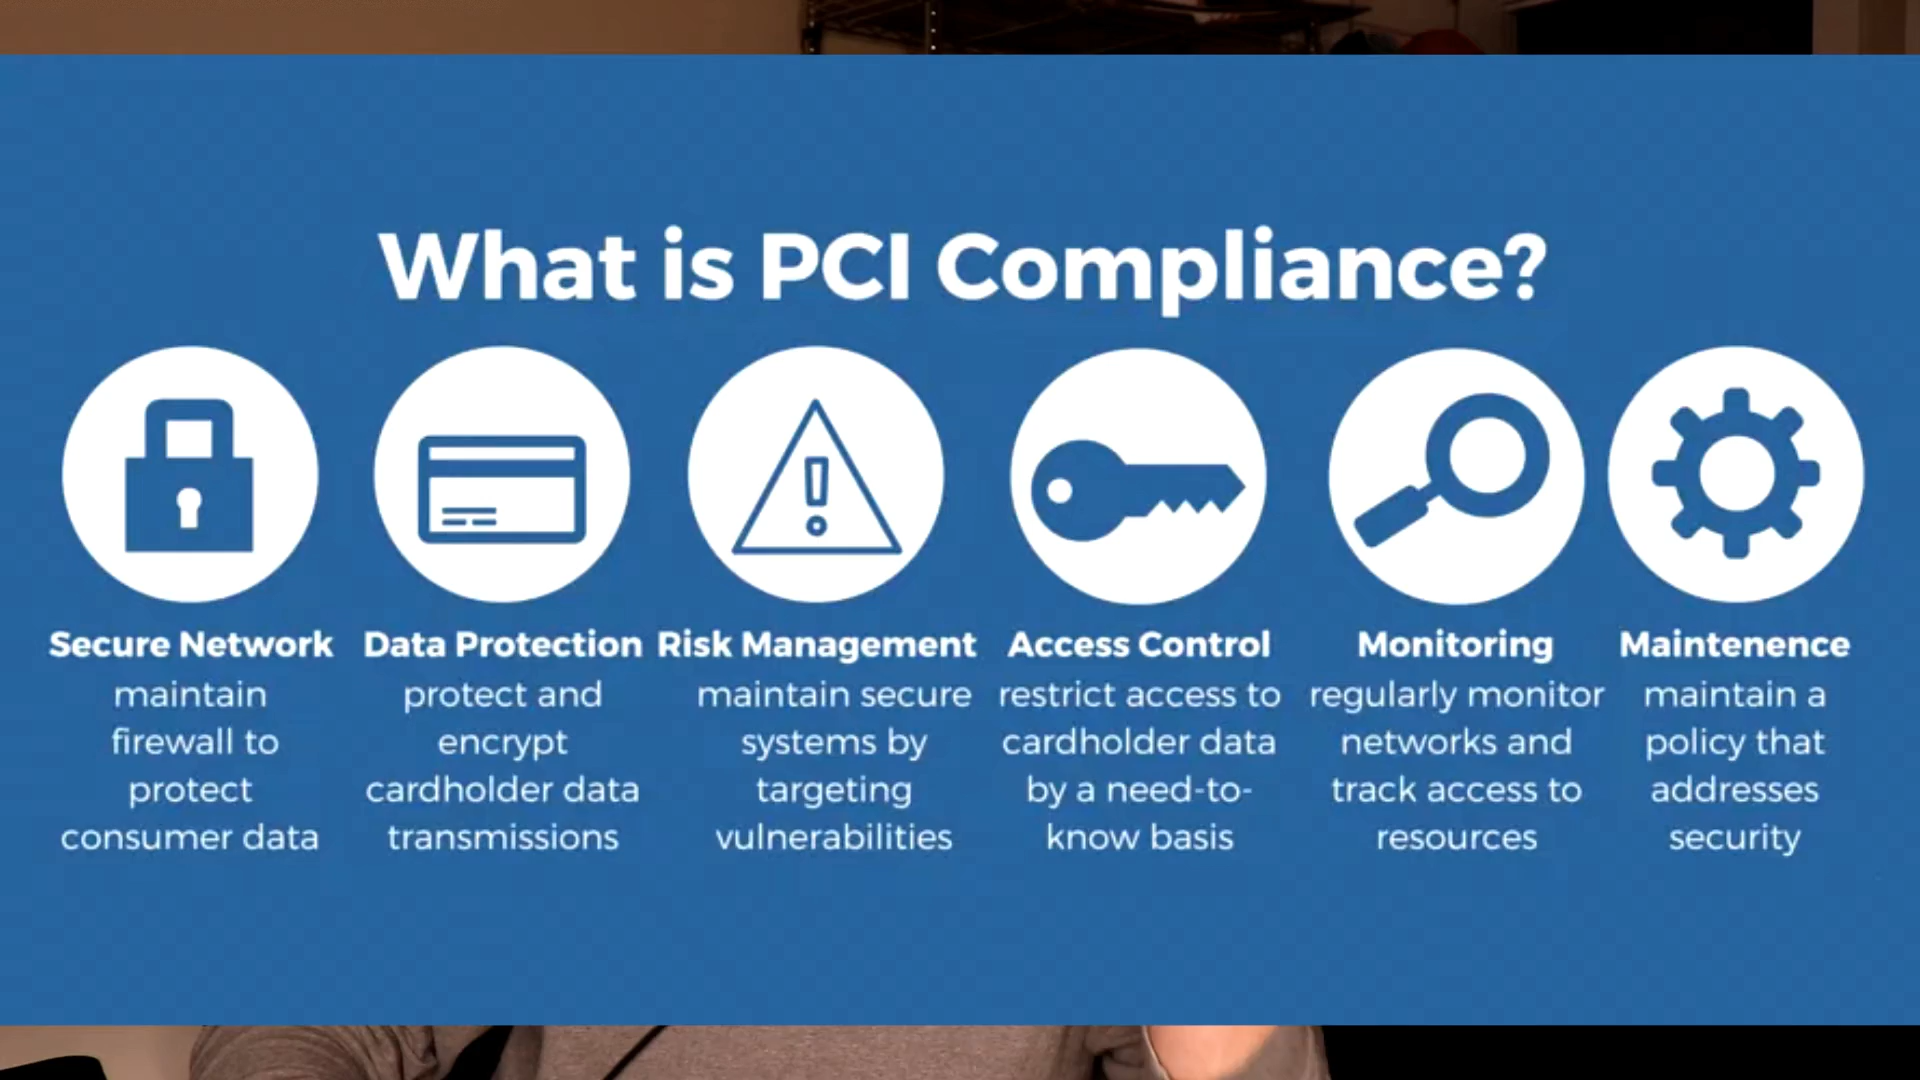 What is PCI Compliance?
Secure Network
maintain
firewall to
protect
consumer data
Data Protection
protect and
encrypt
cardholder data
transmissions
Risk Management
maintain secure
systems by
targeting
vulnerabilities
Access Control
restrict access to
cardholder data
by a need-to-
know basis
Monitoring
regularly monitor
networks and
track access to
resources
Maintenence
maintain a
policy that
addresses
security